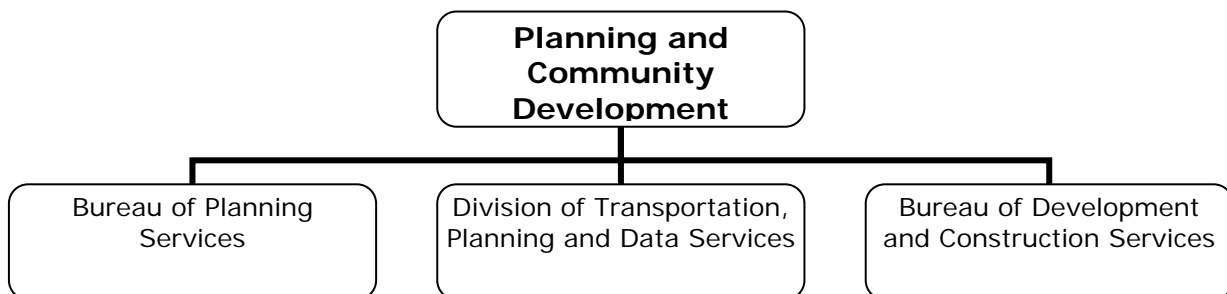 Planning and
Community
Development
Bureau of Planning
Services
Division of Transportation,
Planning and Data Services
Bureau of Development
and Construction Services